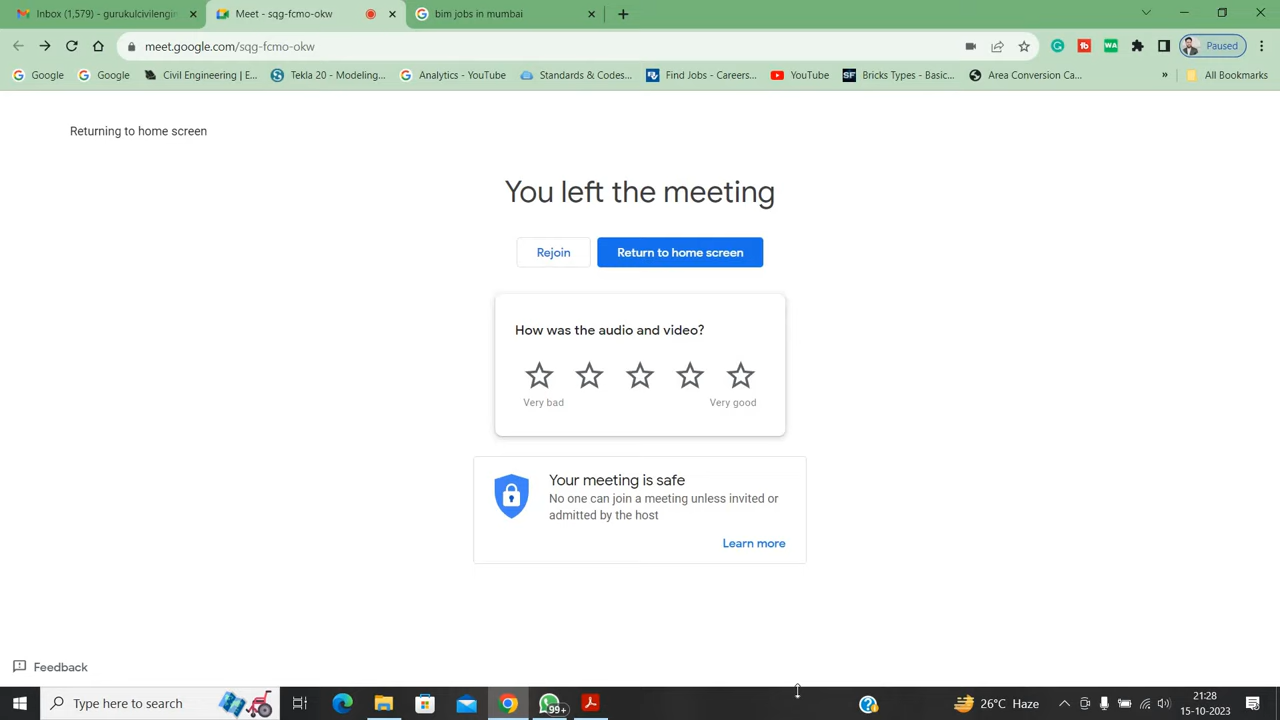 Inbox (1,579) - gurukulcivilengin
Meet - sqg-fcmo-okw
bim jobs in mumbai
meet.google.com/sqg-fcmo-okw
Paused
Google
Google
Civil Engineering | E...
Tekla 20 - Modeling...
Analytics - YouTube
Standards & Codes...
Find Jobs - Careers...
YouTube
Bricks Types - Basic...
Area Conversion Ca...
»
All Bookmarks
Returning to home screen
You left the meeting
Rejoin
Return to home screen
How was the audio and video?
Very bad
Very good
Your meeting is safe
No one can join a meeting unless invited or
admitted by the host
Learn more
Feedback
Type here to search
99+
26°C Haze
21:28
15-10-2023